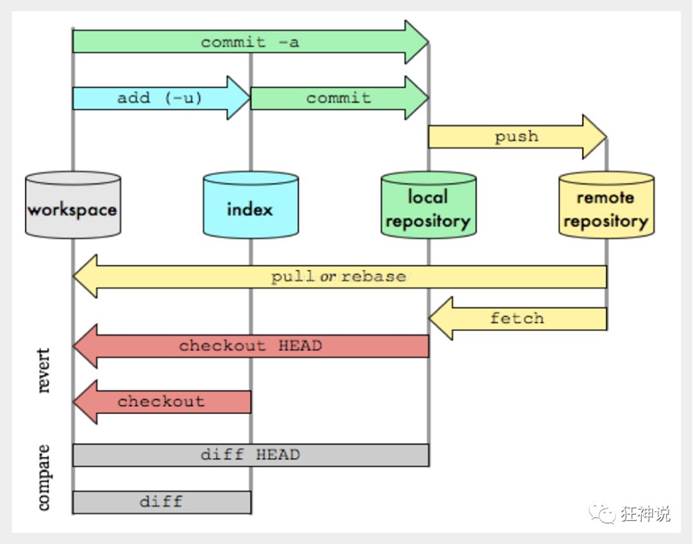 commit -a
add (-u)
commit
push
workspace
index
local
repository
remote
repository
pull or rebase
fetch
revert
checkout HEAD
checkout
compare
diff HEAD
diff
狂神说